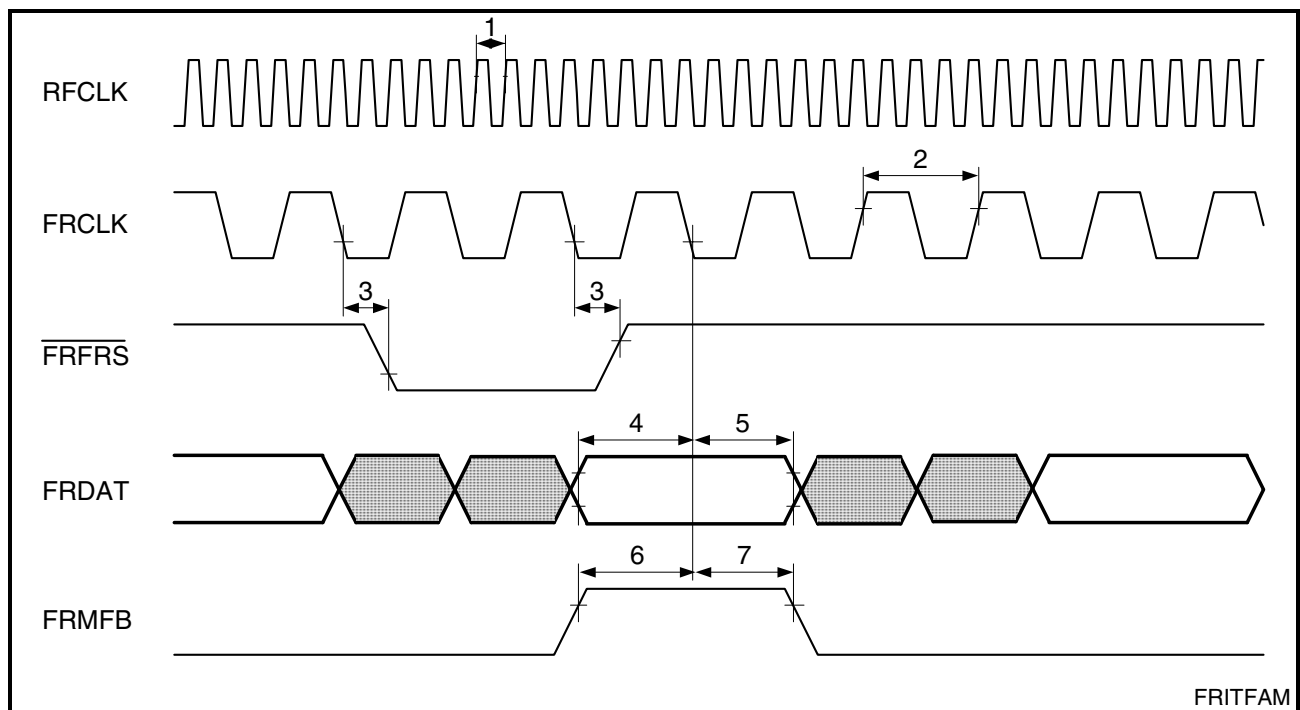 1
RFCLK
2
FRCLK
3 3
FRFRS
4 5
FRDAT
6 7
FRMFB
FRITFAM